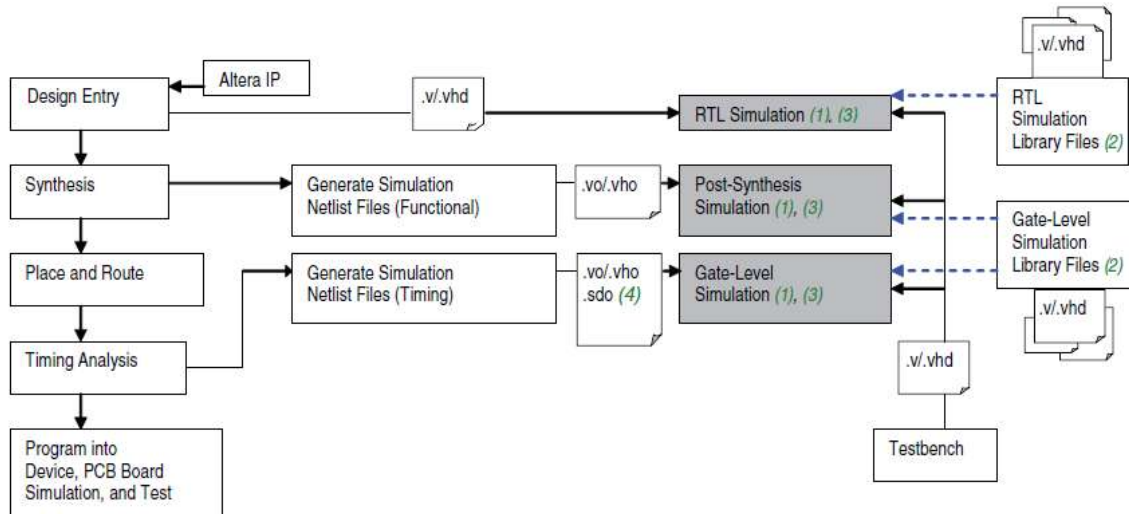 Altera IP
Design Entry
.v/.vhd
RTL Simulation (1), (3)
.v/.vhd
RTL
Simulation
Library Files (2)
Synthesis
Generate Simulation
Netlist Files (Functional)
.vo/.vho
Post-Synthesis
Simulation (1), (3)
Gate-Level
Simulation
Library Files (2)
.v/.vhd
Place and Route
Generate Simulation
Netlist Files (Timing)
.vo/.vho
.sdo (4)
Gate-Level
Simulation (1), (3)
Timing Analysis
.v/.vhd
Testbench
Program into
Device, PCB Board
Simulation, and Test